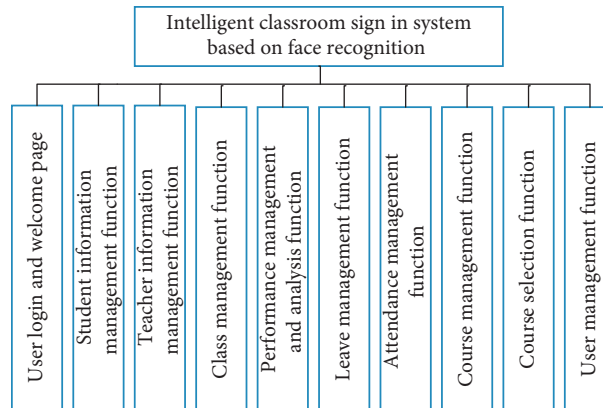 Intelligent classroom sign in system
based on face recognition
User login and welcome page
Student information
management function
Teacher information
management function
Class management function
Performance management
and analysis function
Leave management function
Attendance management
function
Course management function
Course selection function
User management function